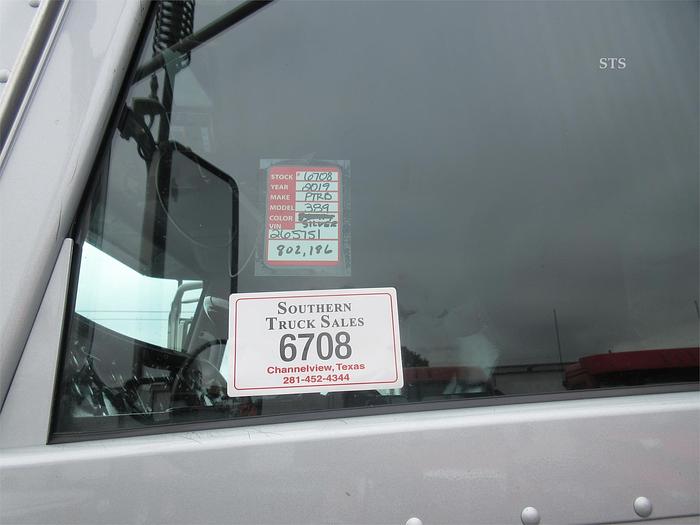 STS
STOCK # 6708
YEAR 2019
MAKE PTRB
MODEL 389
COLOR SILVER
VIN
265751
802,186
SOUTHERN
TRUCK SALES
6708
Channelview, Texas
281-452-4344